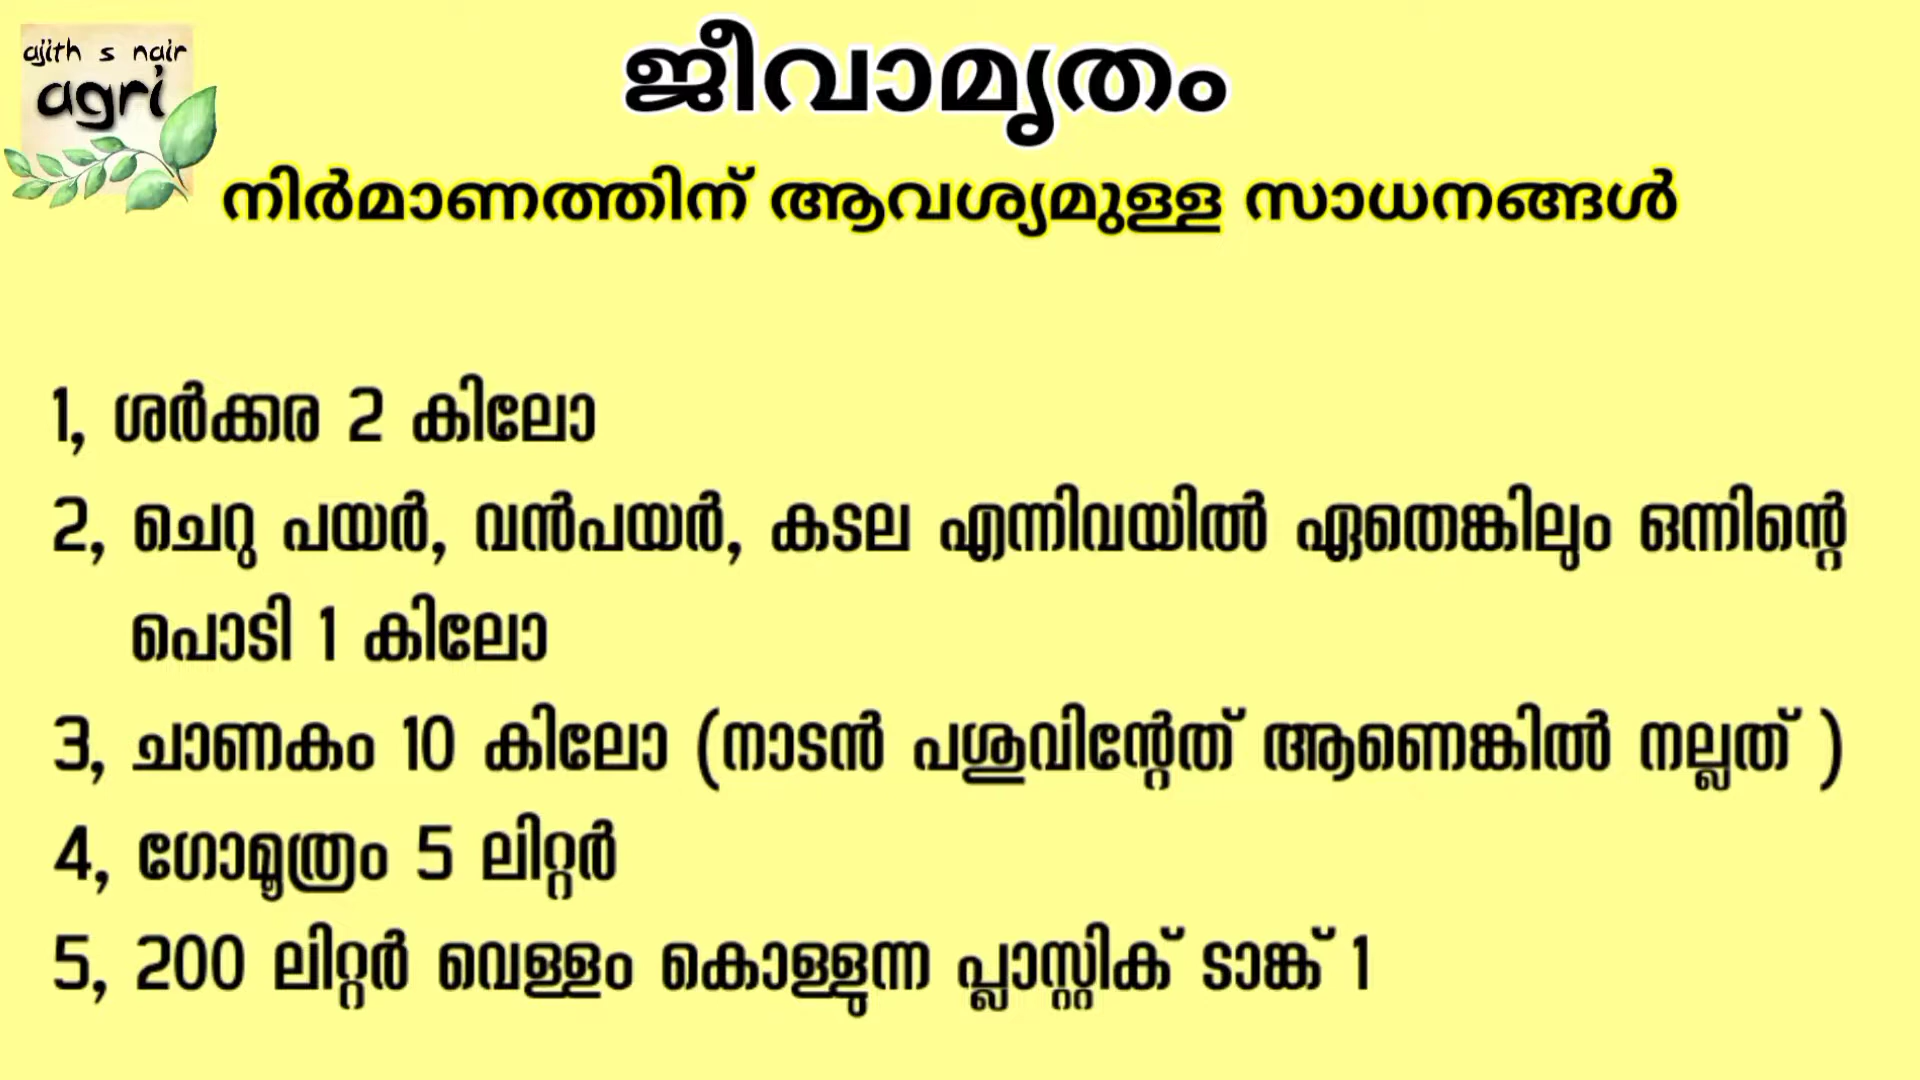 ajith s nair
agri
ജീവാമൃതം
നിർമാണത്തിന് ആവശ്യമുള്ള സാധനങ്ങൾ
1, ശർക്കര 2 കിലോ
2, ചെറു പയർ, വൻപയർ, കടല എന്നിവയിൽ ഏതെങ്കിലും ഒന്നിന്റെ
പൊടി 1 കിലോ
3, ചാണകം 10 കിലോ (നാടൻ പശുവിന്റേത് ആണെങ്കിൽ നല്ലത് )
4, ഗോമൂത്രം 5 ലിറ്റർ
5, 200 ലിറ്റർ വെള്ളം കൊള്ളുന്ന പ്ലാസ്റ്റിക് ടാങ്ക് 1